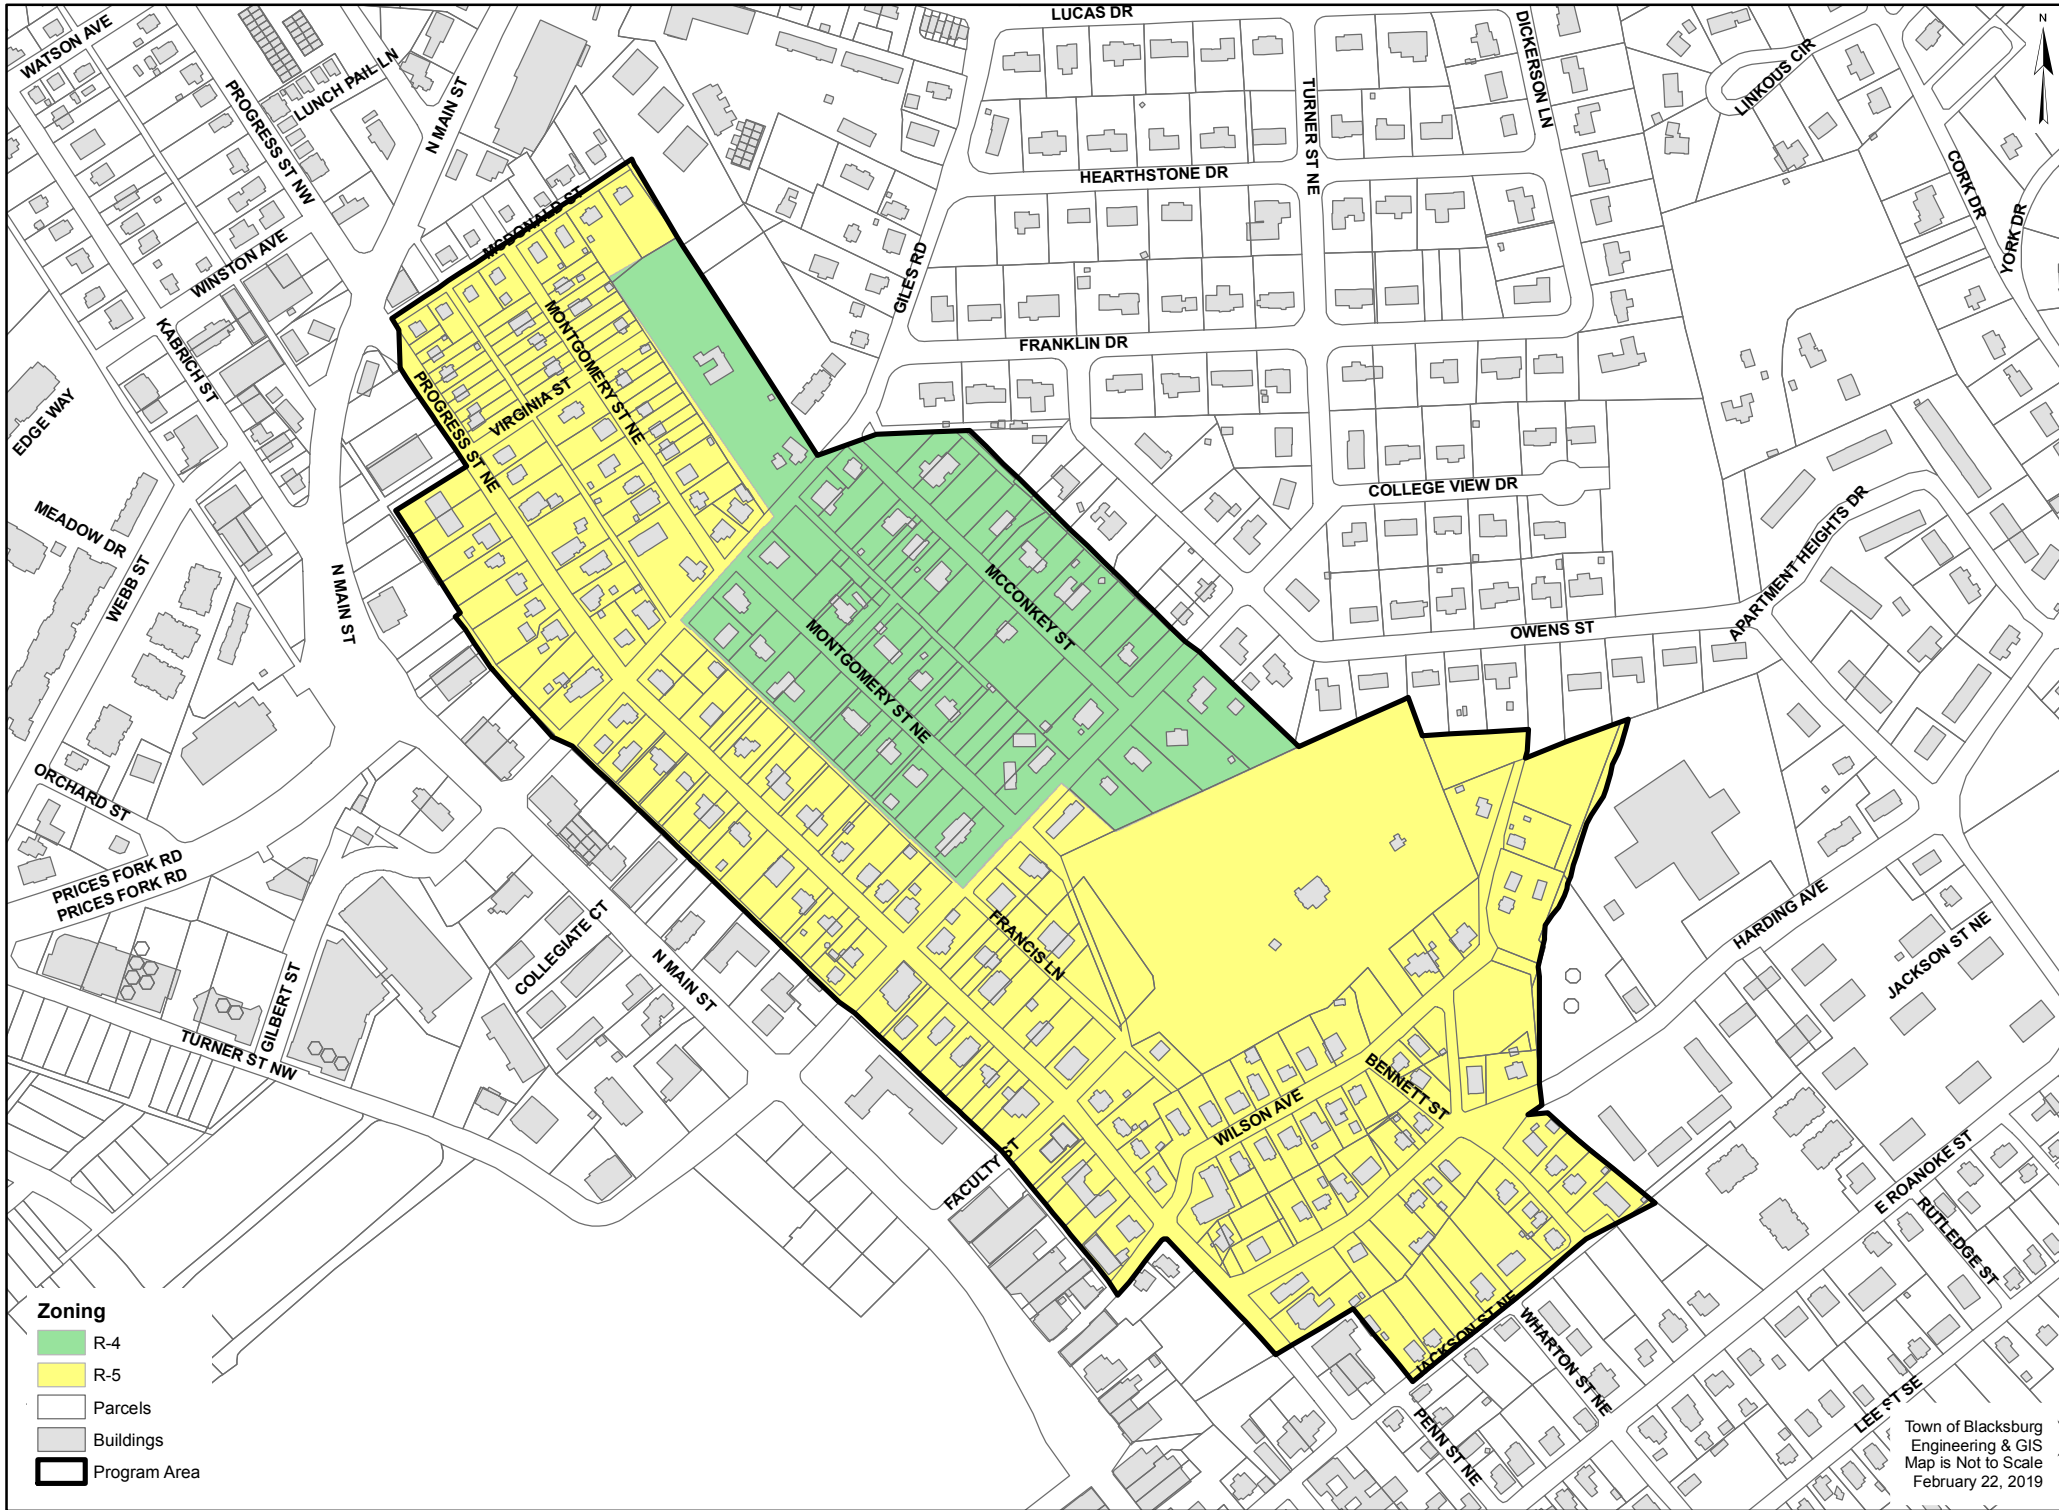 LUCAS DR
WATSON AVE
DICKERSON LN
N
LINKOUS CIR
LUNCH PAIL LN
PROGRESS ST NW
N MAIN ST
TURNER ST NE
HEARTHSTONE DR
CORK DR
MCDONALD ST
YORK DR
WINSTON AVE
GILES RD
KABRICH ST
MONTGOMERY ST NE
FRANKLIN DR
EDGE WAY
PROGRESS ST NE
VIRGINIA ST
COLLEGE VIEW DR
MEADOW DR
WEBB ST
N MAIN ST
APARTMENT HEIGHTS DR
MCCONKEY ST
OWENS ST
MONTGOMERY ST NE
ORCHARD ST
PRICES FORK RD
PRICES FORK RD
HARDING AVE
COLLEGIATE CT
FRANCIS LN
N MAIN ST
JACKSON ST NE
GILBERT ST
TURNER ST NW
BENNETT ST
WILSON AVE
FACULTY ST
E ROANOKE ST
RUTLEDGE ST
JACKSON ST NE
WHARTON ST NE
PENN ST NE
LEE ST SE
Zoning
R-4
R-5
Parcels
Buildings
Program Area
Town of Blacksburg
Engineering & GIS
Map is Not to Scale
February 22, 2019